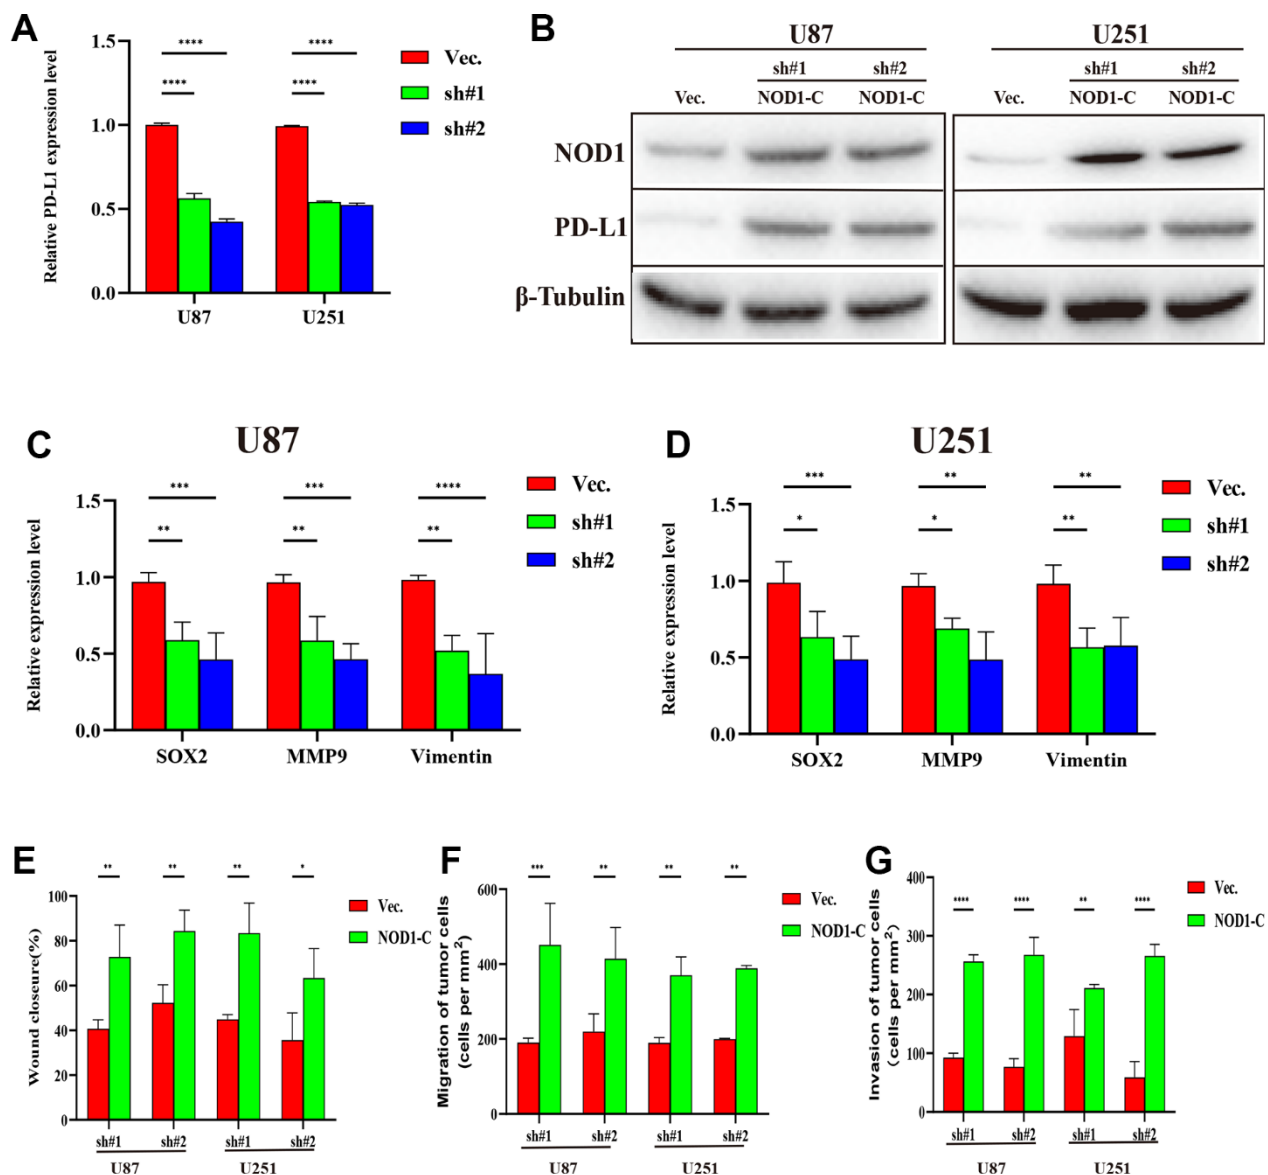 A
Relative PD-L1 expression level
1.5
1.0
0.5
0.0
****
****
****
****
U87
U251
Vec.
sh#1
sh#2
B
U87
U251
sh#1
sh#2
sh#1
sh#2
Vec.
NOD1-C
NOD1-C
Vec.
NOD1-C
NOD1-C
NOD1
PD-L1
β-Tubulin
C
U87
Relative expression level
1.5
1.0
0.5
0.0
***
***
****
**
**
**
SOX2
MMP9
Vimentin
Vec.
sh#1
sh#2
D
U251
Relative expression level
1.5
1.0
0.5
0.0
***
**
**
*
*
**
SOX2
MMP9
Vimentin
Vec.
sh#1
sh#2
E
Wound closeure(%)
100
80
60
40
20
0
**
**
**
*
sh#1
sh#2
sh#1
sh#2
U87
U251
Vec.
NOD1-C
F
Migration of tumor cells
(cells per mm²)
600
400
200
0
***
**
**
**
sh#1
sh#2
sh#1
sh#2
U87
U251
Vec.
NOD1-C
G
Invasion of tumor cells
(cells per mm²)
400
300
200
100
0
****
****
**
****
sh#1
sh#2
sh#1
sh#2
U87
U251
Vec.
NOD1-C